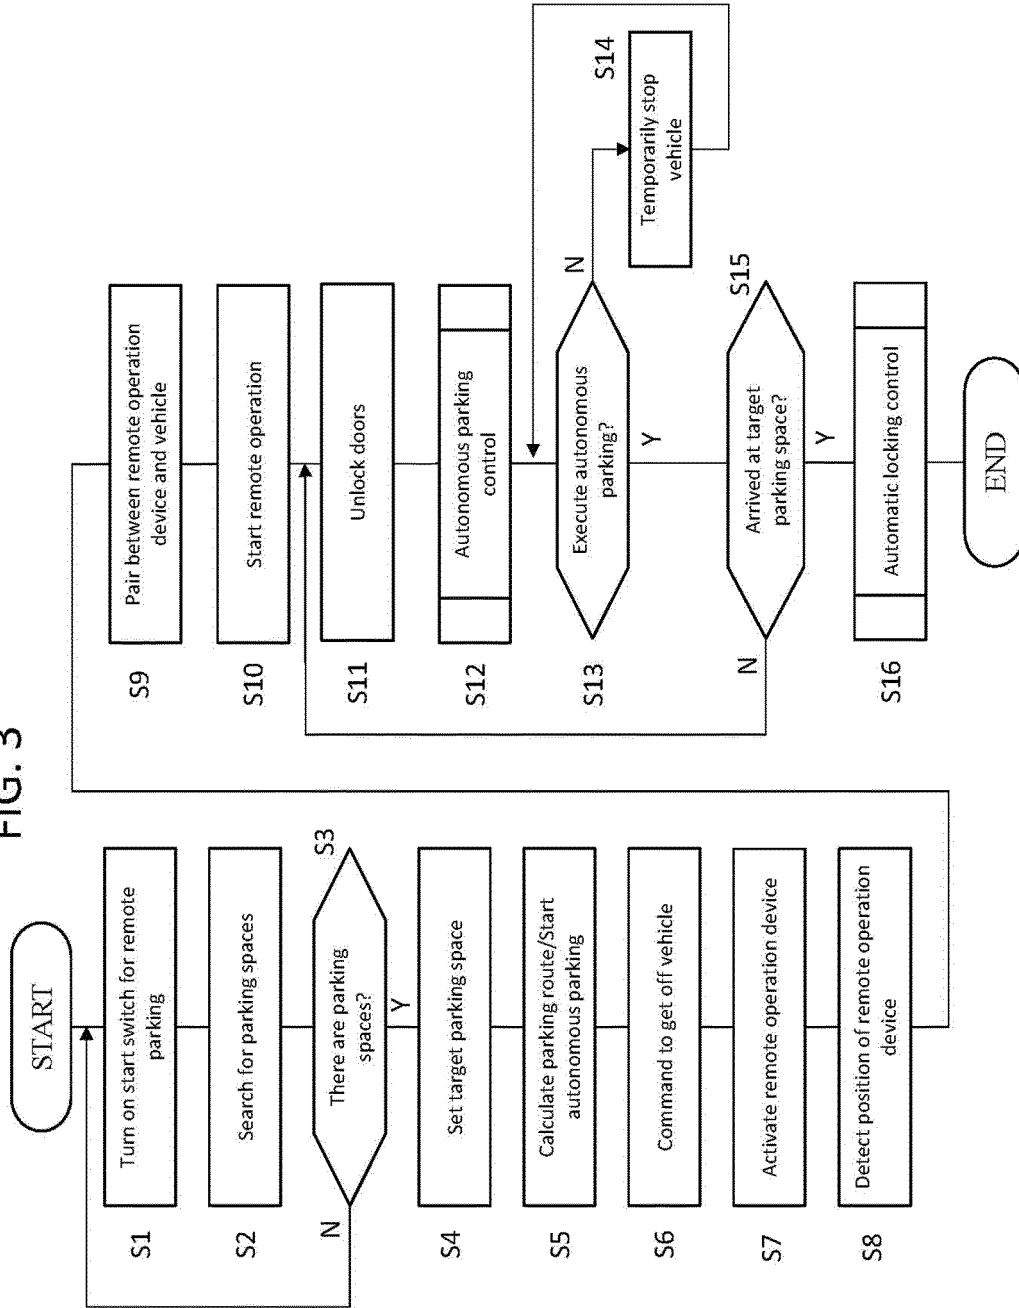 FIG. 3
START
S1
Turn on start switch for remote
parking
S2
Search for parking spaces
S3
There are parking
spaces?
N
Y
S4
Set target parking space
S5
Calculate parking route/Start
autonomous parking
S6
Command to get off vehicle
S7
Activate remote operation device
S8
Detect position of remote operation
device
S9
Pair between remote operation
device and vehicle
S10
Start remote operation
S11
Unlock doors
S12
Autonomous parking
control
S13
Execute autonomous
parking?
N
Y
S14
Temporarily stop
vehicle
S15
Arrived at target
parking space?
N
Y
S16
Automatic locking control
END